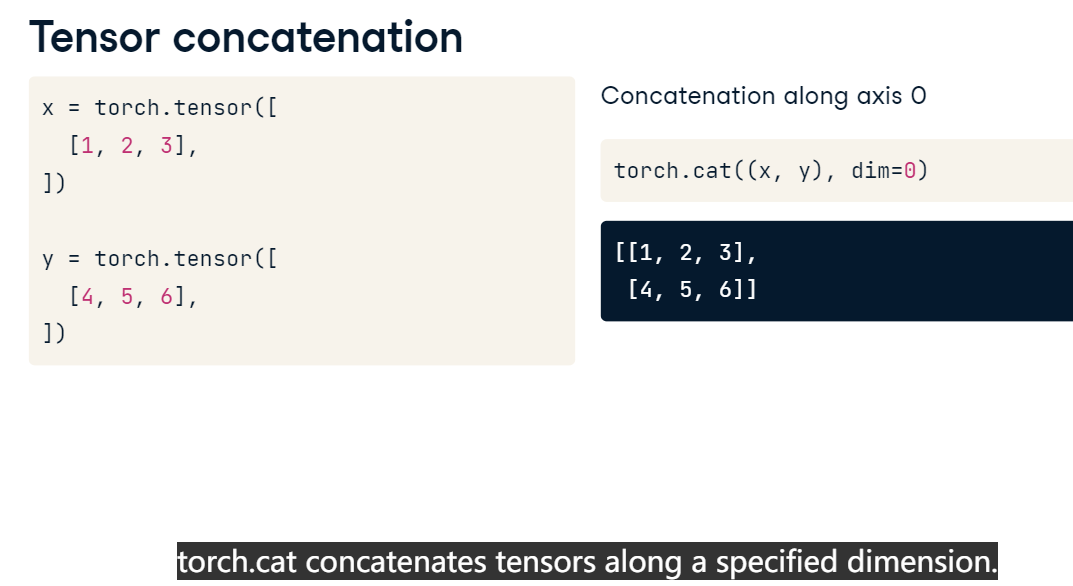 Tensor concatenation
x = torch.tensor([
  [1, 2, 3],
])
y = torch.tensor([
  [4, 5, 6],
])
Concatenation along axis 0
torch.cat((x, y), dim=0)
[[1, 2, 3],
 [4, 5, 6]]
torch.cat concatenates tensors along a specified dimension.